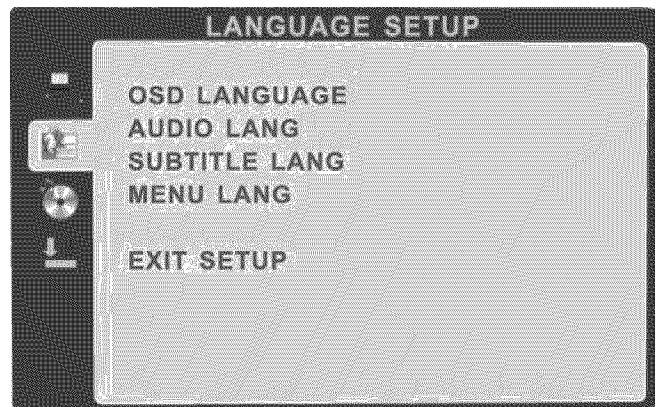 LANGUAGE SETUP
OSD LANGUAGE
AUDIO LANG
SUBTITLE LANG
MENU LANG
EXIT SETUP